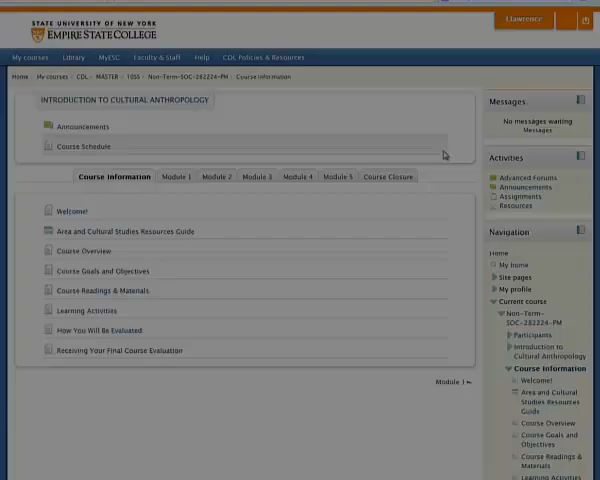 STATE UNIVERSITY OF NEW YORK
EMPIRE STATE COLLEGE
My courses Library MyESC Faculty & Staff Help CDL Policies & Resources
Home My courses CDL MASTER 10SS Non-Term-SOC-282224-PM Course Information
INTRODUCTION TO CULTURAL ANTHROPOLOGY
Announcements
Course Schedule
Course Information Module 1 Module 2 Module 3 Module 4 Module 5 Course Closure
Welcome!
Area and Cultural Studies Resources Guide
Course Overview
Course Goals and Objectives
Course Readings & Materials
Learning Activities
How You Will Be Evaluated
Receiving Your Final Course Evaluation
Module 1
Messages
No messages waiting
Messages
Activities
Advanced Forums
Announcements
Assignments
Resources
Navigation
Home
My home
Site pages
My profile
Current course
Non-Term-
SOC-282224-PM
Participants
Introduction to
Cultural Anthropology
Course Information
Welcome!
Area and Cultural
Studies Resources
Guide
Course Overview
Course Goals and
Objectives
Course Readings &
Materials
Learning Activities